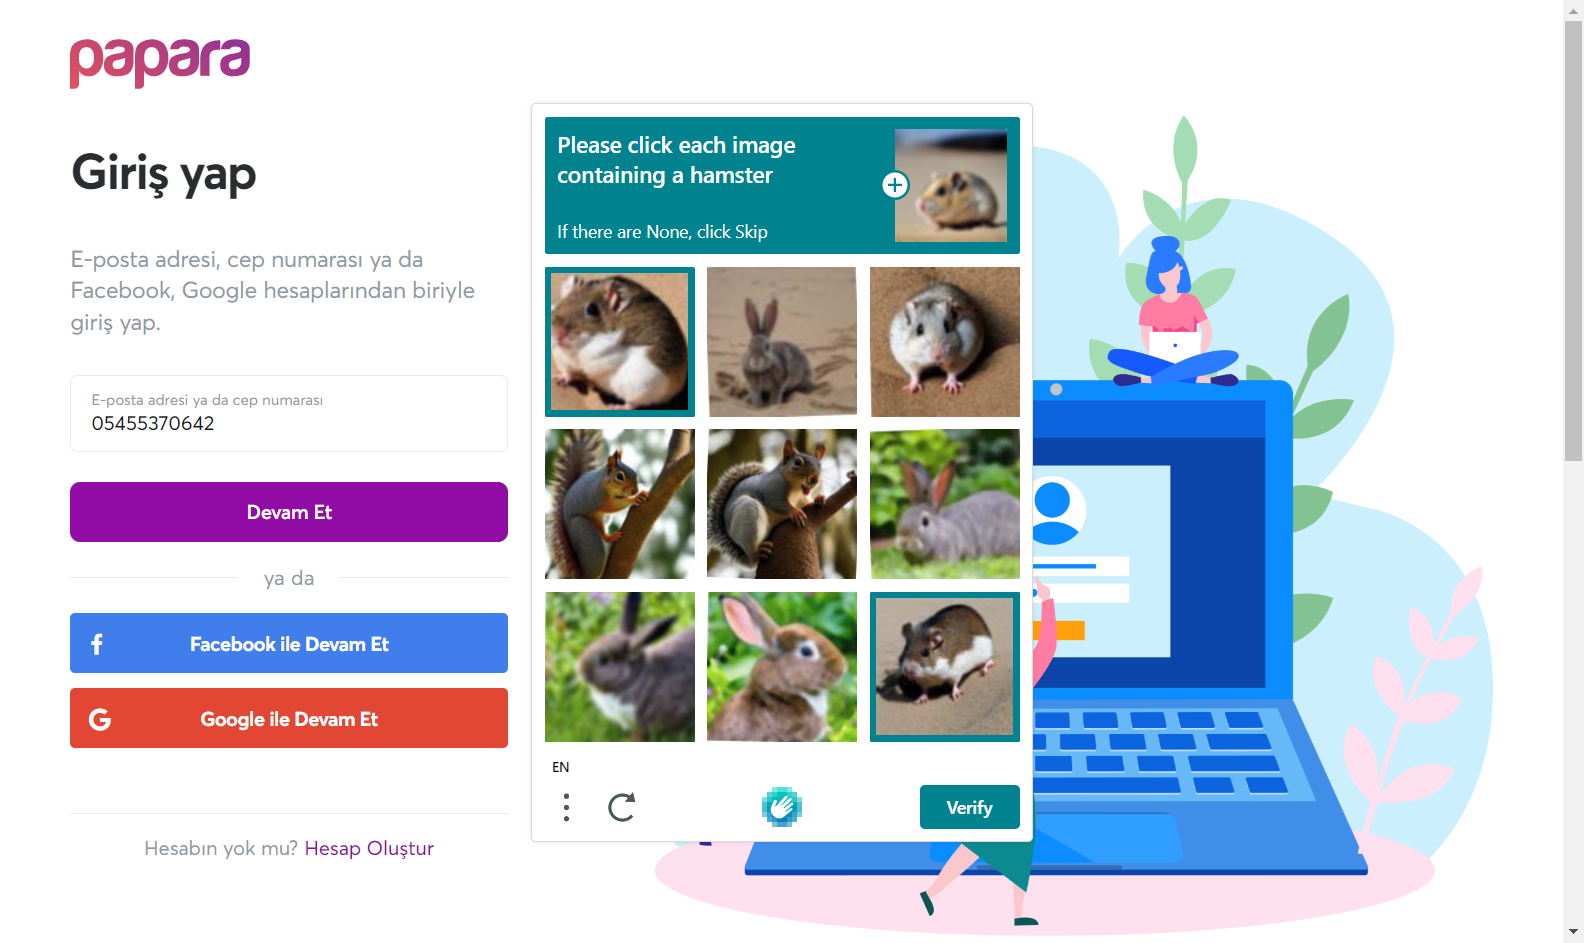 papara
Giriş yap
E-posta adresi, cep numarası ya da
Facebook, Google hesaplarından biriyle
giriş yap.
E-posta adresi ya da cep numarası
05455370642
Devam Et
ya da
Facebook ile Devam Et
Google ile Devam Et
Hesabın yok mu? Hesap Oluştur
Please click each image
containing a hamster
If there are None, click Skip
EN
Verify